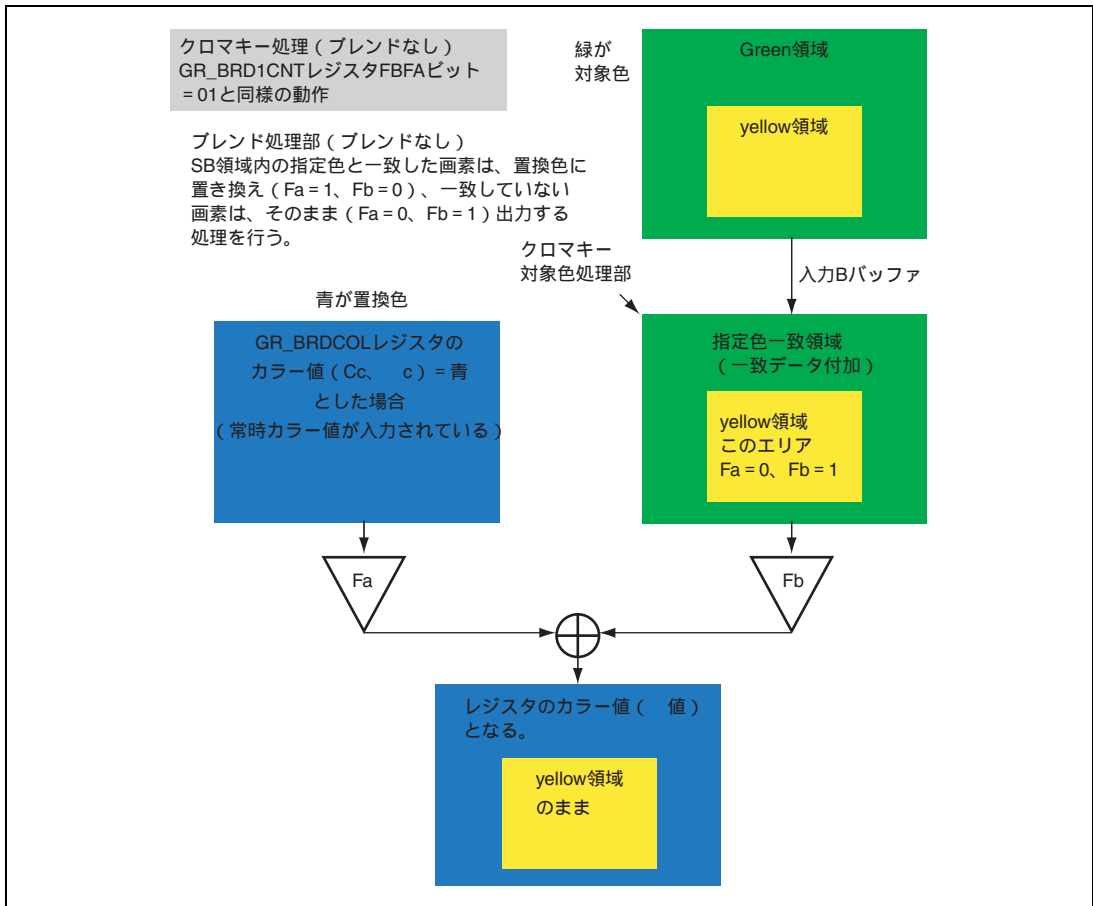 クロマキー処理（ブレンドなし）
GR_BRD1CNTレジスタFBFAビット
＝01と同様の動作
ブレンド処理部（ブレンドなし）
SB領域内の指定色と一致した画素は、置換色に
置き換え（Fa＝1、Fb＝0）、一致していない
画素は、そのまま（Fa＝0、Fb＝1）出力する
処理を行う。
緑が
対象色
Green領域
yellow領域
クロマキー
対象色処理部
入力Bバッファ
青が置換色
GR_BRDCOLレジスタの
カラー値（Cc、　c）＝青
とした場合
（常時カラー値が入力されている）
指定色一致領域
（一致データ付加）
yellow領域
このエリア
Fa＝0、Fb＝1
Fa
Fb
レジスタのカラー値（　値）
となる。
yellow領域
のまま